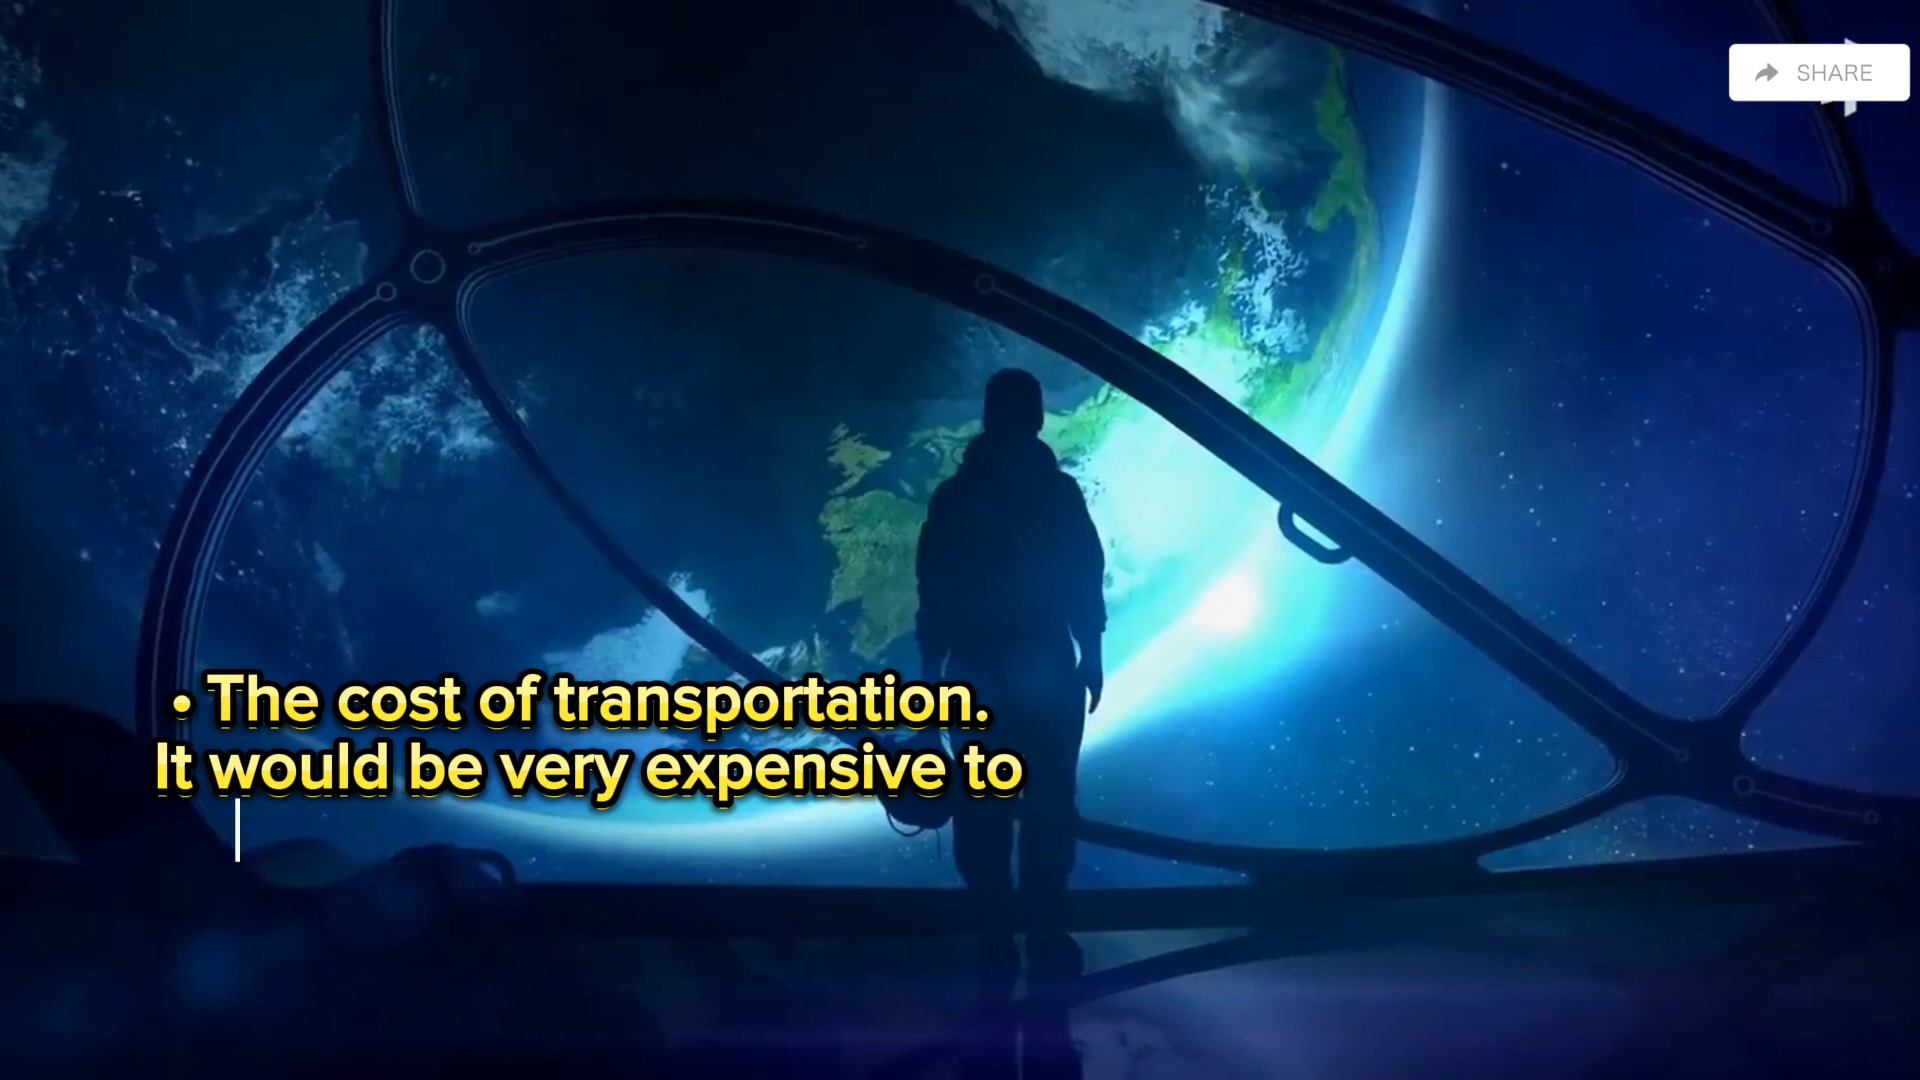 SHARE
• The cost of transportation.
It would be very expensive to